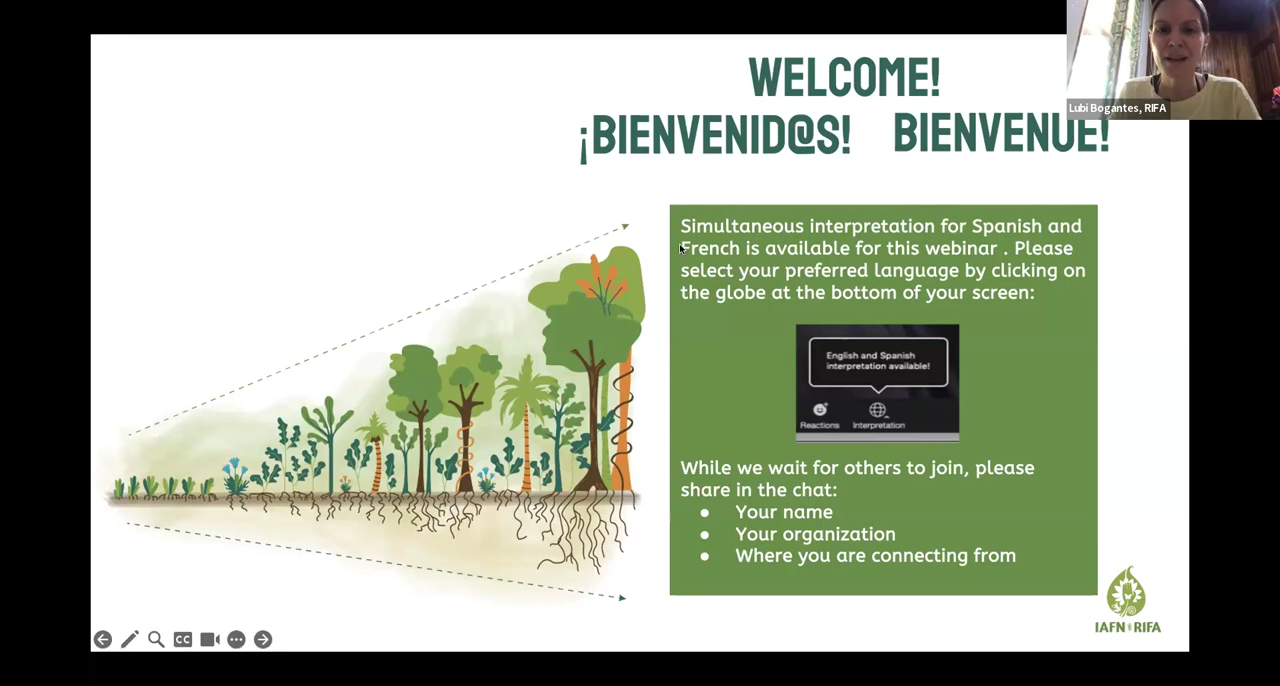 WELCOME!
¡BIENVENID@S! BIENVENUE!
Lubi Bogantes, RIFA
Simultaneous interpretation for Spanish and
French is available for this webinar . Please
select your preferred language by clicking on
the globe at the bottom of your screen:
English and Spanish
interpretation available!
Reactions Interpretation
While we wait for others to join, please
share in the chat:
● Your name
● Your organization
● Where you are connecting from
IAFN RIFA
CC